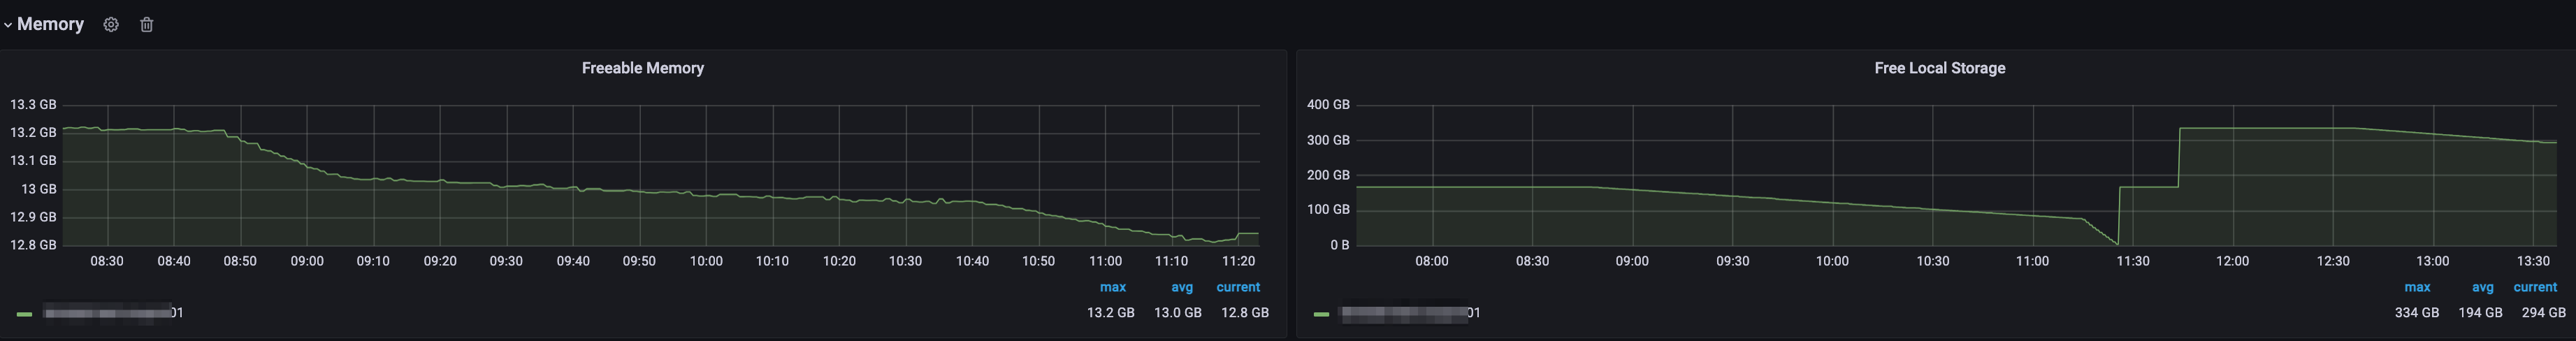 Memory
Freeable Memory
13.3 GB
13.2 GB
13.1 GB
13 GB
12.9 GB
12.8 GB
08:30 08:40 08:50 09:00 09:10 09:20 09:30 09:40 09:50 10:00 10:10 10:20 10:30 10:40 10:50 11:00 11:10 11:20
max avg current
01 13.2 GB 13.0 GB 12.8 GB
Free Local Storage
400 GB
300 GB
200 GB
100 GB
0 B
08:00 08:30 09:00 09:30 10:00 10:30 11:00 11:30 12:00 12:30 13:00 13:30
max avg current
01 334 GB 194 GB 294 GB